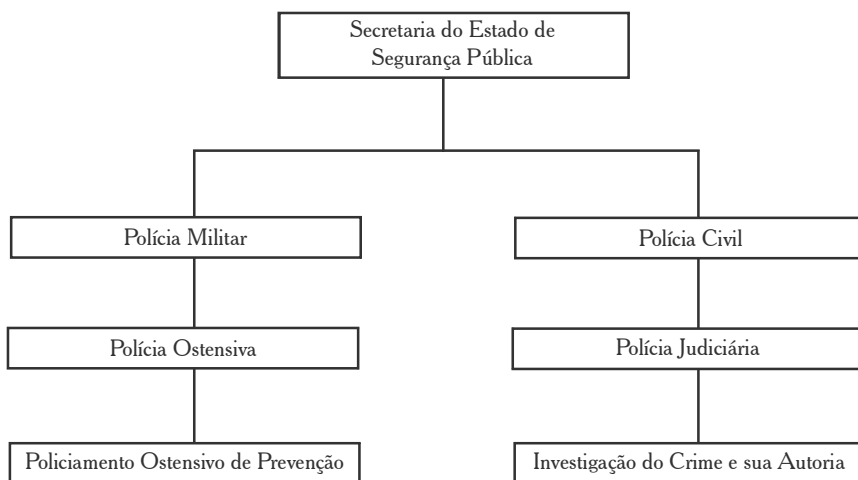 Secretaria do Estado de
Segurança Pública
Polícia Militar
Polícia Civil
Polícia Ostensiva
Polícia Judiciária
Policiamento Ostensivo de Prevenção
Investigação do Crime e sua Autoria